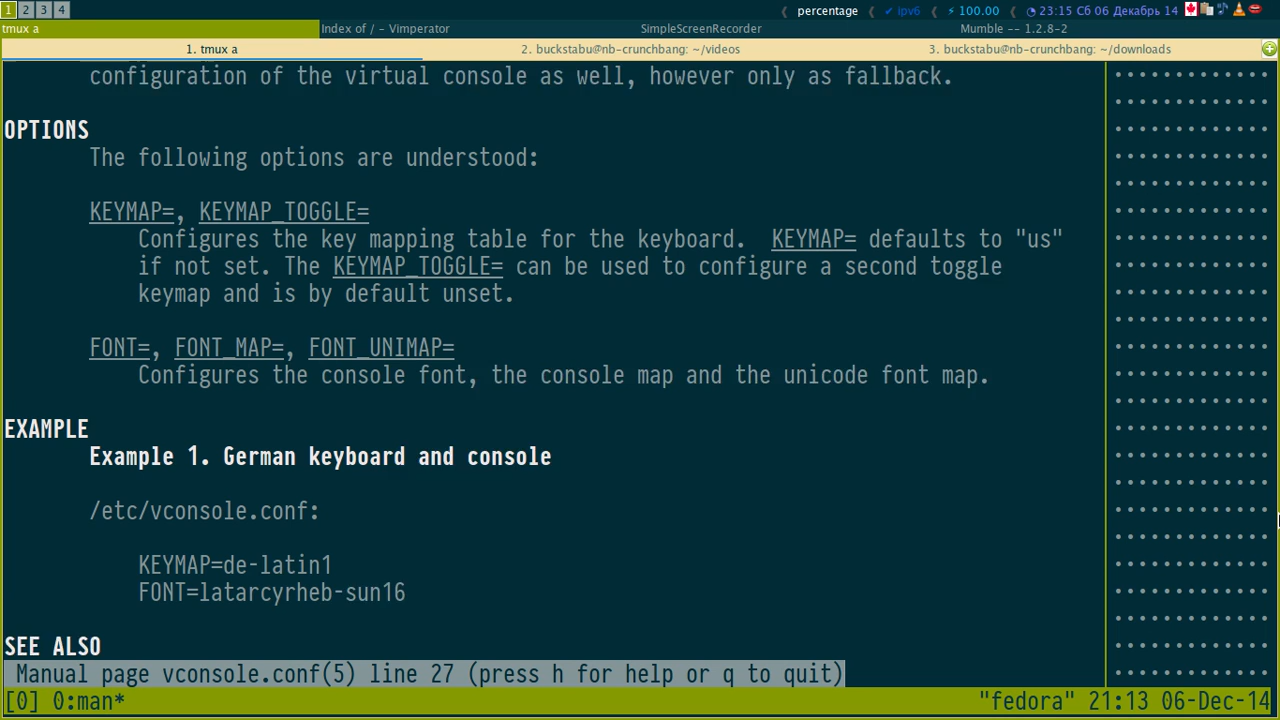 1 2 3 4 percentage ipv6 100.00 23:15 Сб 06 Декабрь 14
tmux a Index of / - Vimperator SimpleScreenRecorder Mumble -- 1.2.8-2
1. tmux a 2. buckstabu@nb-crunchbang: ~/videos 3. buckstabu@nb-crunchbang: ~/downloads
configuration of the virtual console as well, however only as fallback.
OPTIONS
The following options are understood:
KEYMAP=, KEYMAP_TOGGLE=
Configures the key mapping table for the keyboard.  KEYMAP= defaults to "us"
if not set. The KEYMAP_TOGGLE= can be used to configure a second toggle
keymap and is by default unset.
FONT=, FONT_MAP=, FONT_UNIMAP=
Configures the console font, the console map and the unicode font map.
EXAMPLE
Example 1. German keyboard and console
/etc/vconsole.conf:
KEYMAP=de-latin1
FONT=latarcyrheb-sun16
SEE ALSO
Manual page vconsole.conf(5) line 27 (press h for help or q to quit)
[0] 0:man* "fedora" 21:13 06-Dec-14